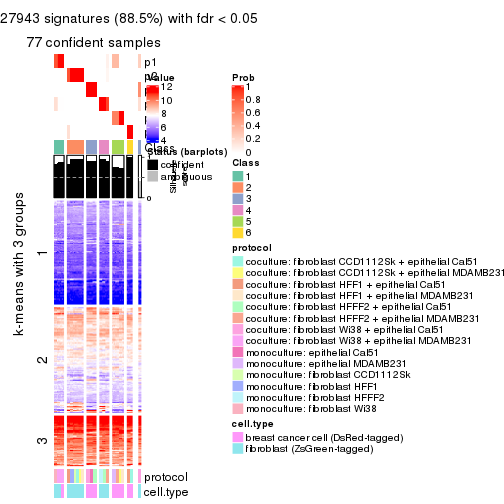 27943 signatures (88.5%) with fdr < 0.05
77 confident samples
p1
Value
12
10
8
6
4
Class
Status (barplots)
confident
ambiguous
0
k-means with 3 groups
1
2
3
protocol
cell.type
Prob
1
0.8
0.6
0.4
0.2
0
Class
1
2
3
4
5
6
protocol
coculture: fibroblast CCD1112Sk + epithelial Cal51
coculture: fibroblast CCD1112Sk + epithelial MDAMB231
coculture: fibroblast HFF1 + epithelial Cal51
coculture: fibroblast HFF1 + epithelial MDAMB231
coculture: fibroblast HFFF2 + epithelial Cal51
coculture: fibroblast HFFF2 + epithelial MDAMB231
coculture: fibroblast Wi38 + epithelial Cal51
coculture: fibroblast Wi38 + epithelial MDAMB231
monoculture: epithelial Cal51
monoculture: epithelial MDAMB231
monoculture: fibroblast CCD1112Sk
monoculture: fibroblast HFF1
monoculture: fibroblast HFFF2
monoculture: fibroblast Wi38
cell.type
breast cancer cell (DsRed-tagged)
fibroblast (ZsGreen-tagged)